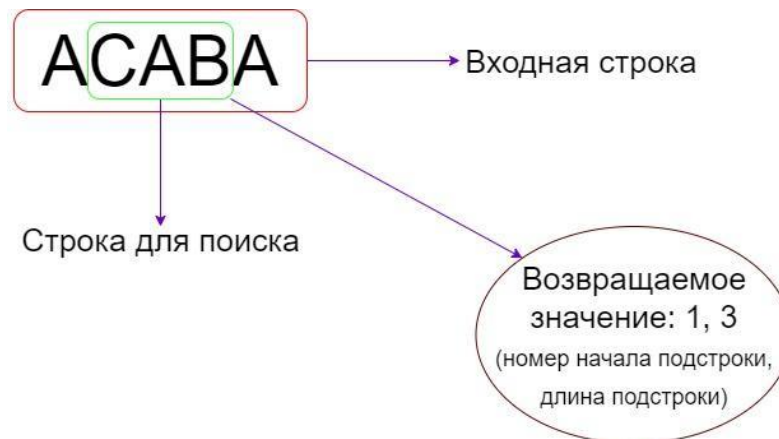 ACABA
Входная строка
Строка для поиска
Возвращаемое
значение: 1, 3
(номер начала подстроки,
длина подстроки)